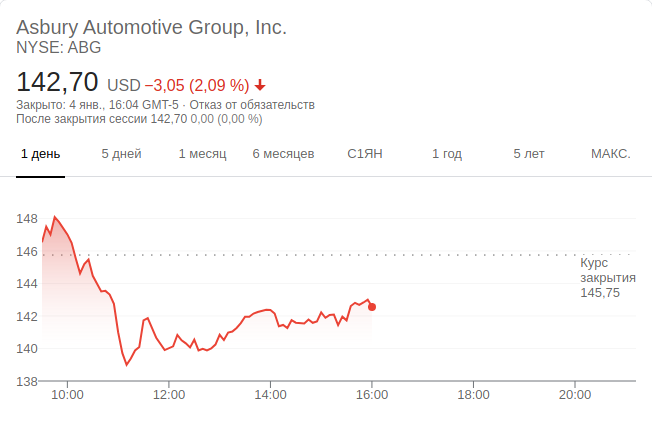 Asbury Automotive Group, Inc.
NYSE: ABG
142,70 USD −3,05 (2,09 %)
Закрыто: 4 янв., 16:04 GMT-5 · Отказ от обязательств
После закрытия сессии 142,70 0,00 (0,00 %)
1 день 5 дней 1 месяц 6 месяцев С1ЯН 1 год 5 лет МАКС.
148
146
Курс
закрытия
145,75
144
142
140
138
10:00 12:00 14:00 16:00 18:00 20:00